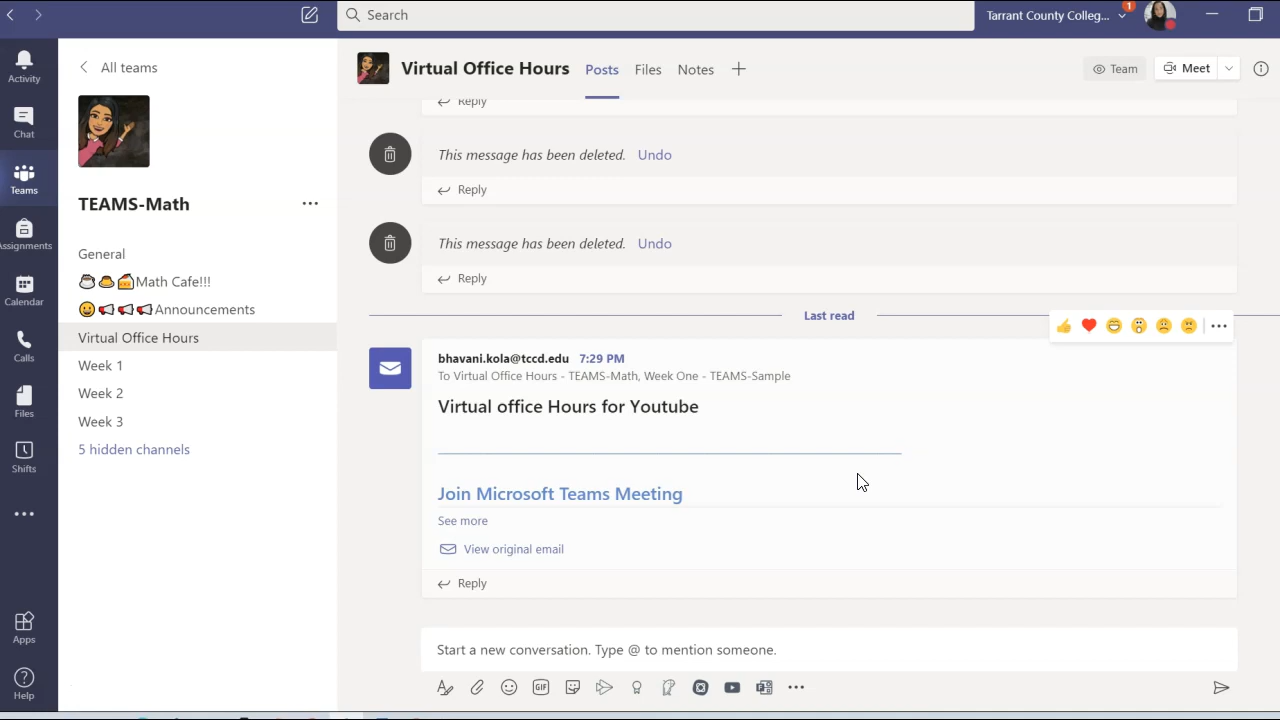 Search
Tarrant County Colleg...
1
Activity
Chat
Teams
Assignments
Calendar
Calls
Files
Shifts
Apps
Help
All teams
TEAMS-Math
General
Math Cafe!!!
Announcements
Virtual Office Hours
Week 1
Week 2
Week 3
5 hidden channels
Virtual Office Hours
Posts
Files
Notes
Team
Meet
Reply
This message has been deleted. Undo
Reply
This message has been deleted. Undo
Reply
Last read
bhavani.kola@tccd.edu 7:29 PM
To Virtual Office Hours - TEAMS-Math, Week One - TEAMS-Sample
Virtual office Hours for Youtube
Join Microsoft Teams Meeting
See more
View original email
Reply
Start a new conversation. Type @ to mention someone.
GIF